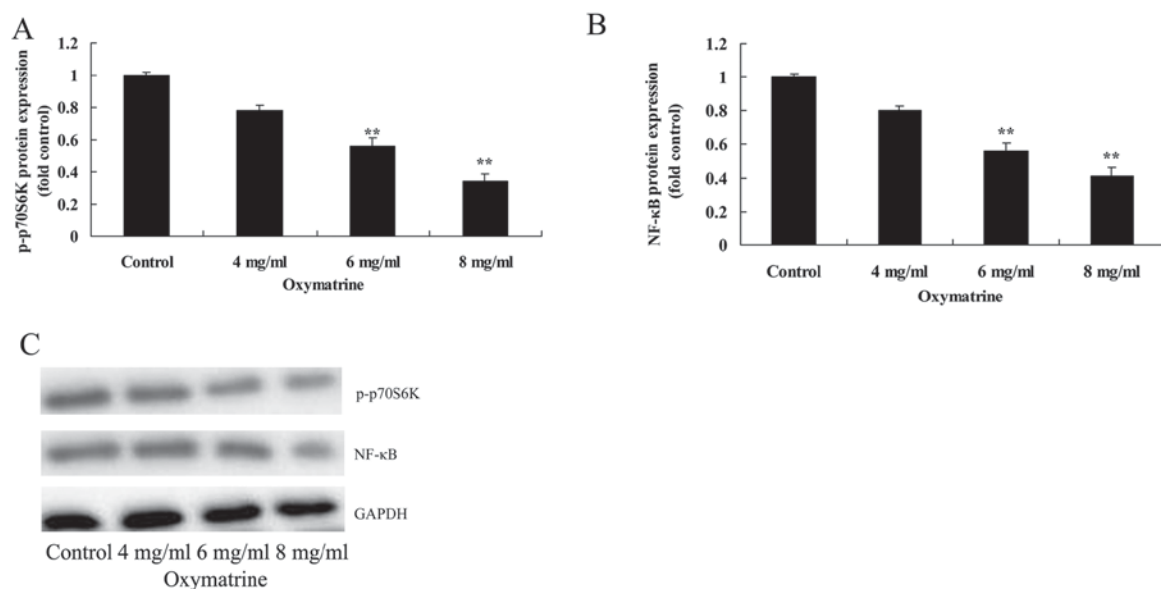 A
p-p70S6K protein expression
(fold control)
1.2
1
0.8
0.6
0.4
0.2
0
**
**
Control
4 mg/ml
6 mg/ml
8 mg/ml
Oxymatrine
B
NF-κB protein expression
(fold control)
1.2
1
0.8
0.6
0.4
0.2
0
**
**
Control
4 mg/ml
6 mg/ml
8 mg/ml
Oxymatrine
C
p-p70S6K
NF-κB
GAPDH
Control 4 mg/ml 6 mg/ml 8 mg/ml
Oxymatrine